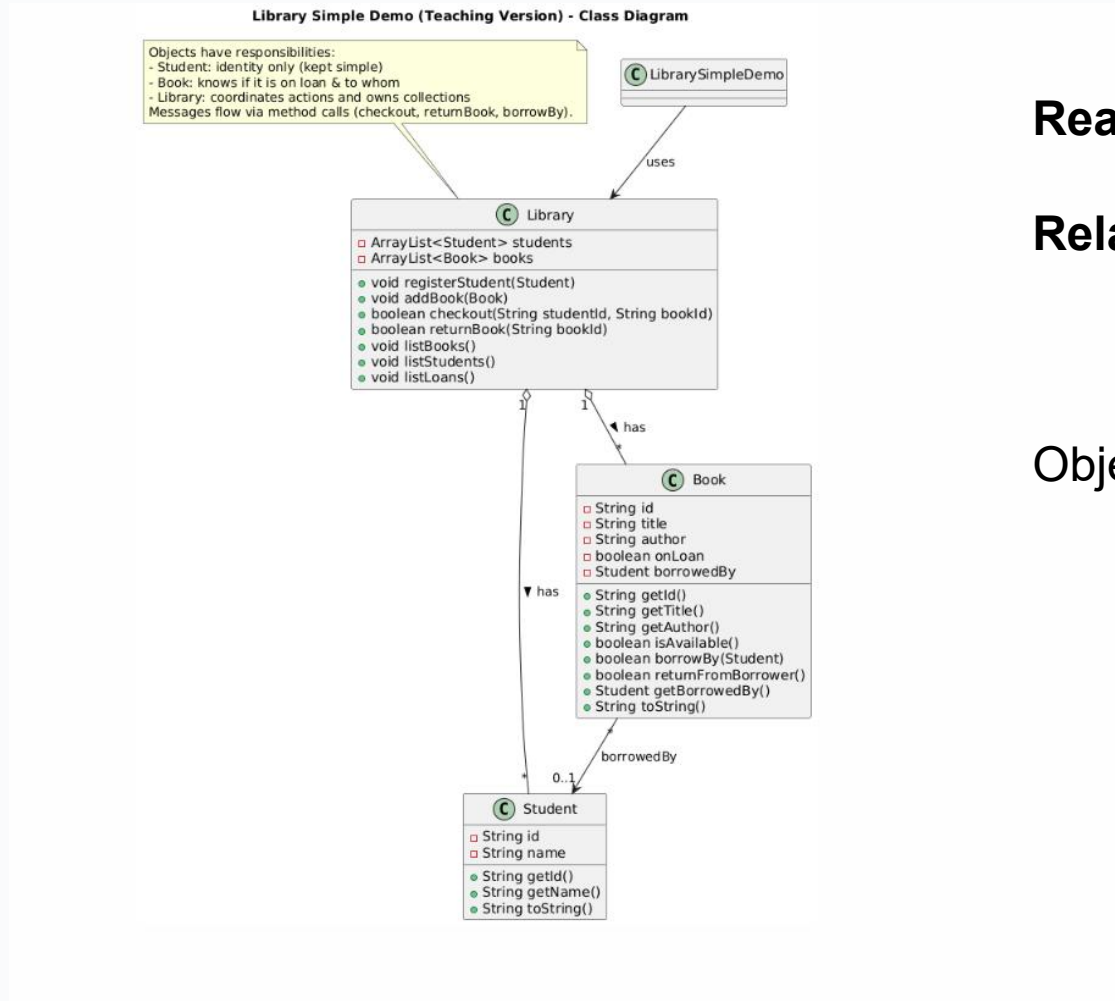 Library Simple Demo (Teaching Version) - Class Diagram
Objects have responsibilities:
- Student: identity only (kept simple)
- Book: knows if it is on loan & to whom
- Library: coordinates actions and owns collections
Messages flow via method calls (checkout, returnBook, borrowBy).
C LibrarySimpleDemo
uses
C Library
ArrayList<Student> students
ArrayList<Book> books
void registerStudent(Student)
void addBook(Book)
boolean checkout(String studentId, String bookId)
boolean returnBook(String bookId)
void listBooks()
void listStudents()
void listLoans()
1
1
has
*
C Book
String id
String title
String author
boolean onLoan
Student borrowedBy
String getId()
String getTitle()
String getAuthor()
boolean isAvailable()
boolean borrowBy(Student)
boolean returnFromBorrower()
Student getBorrowedBy()
String toString()
has
*
borrowedBy
*
0..1
C Student
String id
String name
String getId()
String getName()
String toString()
Rea
Rela
Obje